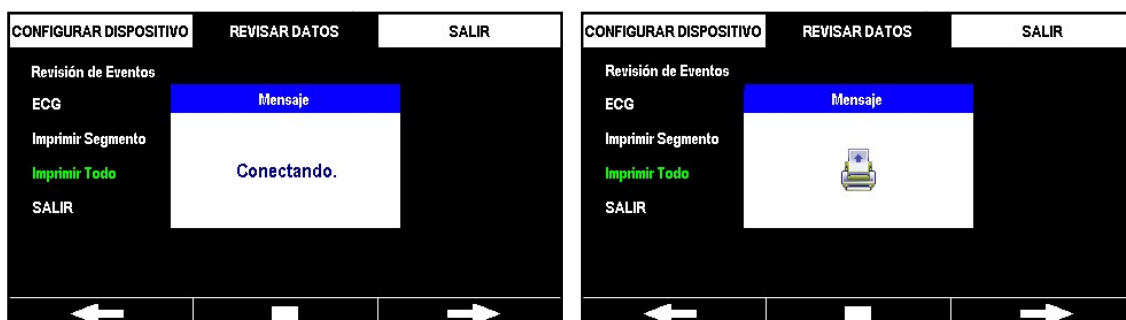 CONFIGURAR DISPOSITIVO REVISAR DATOS SALIR
Revisión de Eventos
ECG
Imprimir Segmento
Imprimir Todo
SALIR
Mensaje
Conectando.
CONFIGURAR DISPOSITIVO REVISAR DATOS SALIR
Revisión de Eventos
ECG
Imprimir Segmento
Imprimir Todo
SALIR
Mensaje